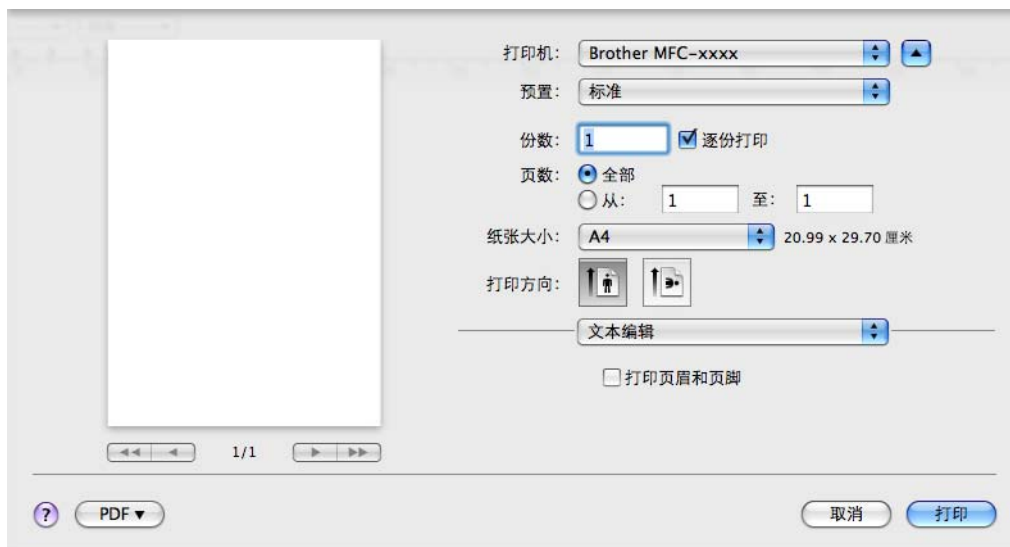 打印机: Brother MFC-xxxx
预置: 标准
份数: 1 逐份打印
页数: 全部
从: 1 至: 1
纸张大小: A4 20.99 x 29.70 厘米
打印方向:
文本编辑
打印页眉和页脚
1/1
? PDF 取消 打印